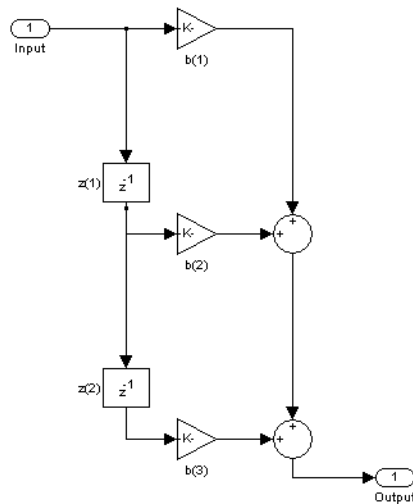 1
Input
K-
b(1)
z(1)
z-1
K-
b(2)
+
+
z(2)
z-1
K-
b(3)
+
+
1
Output